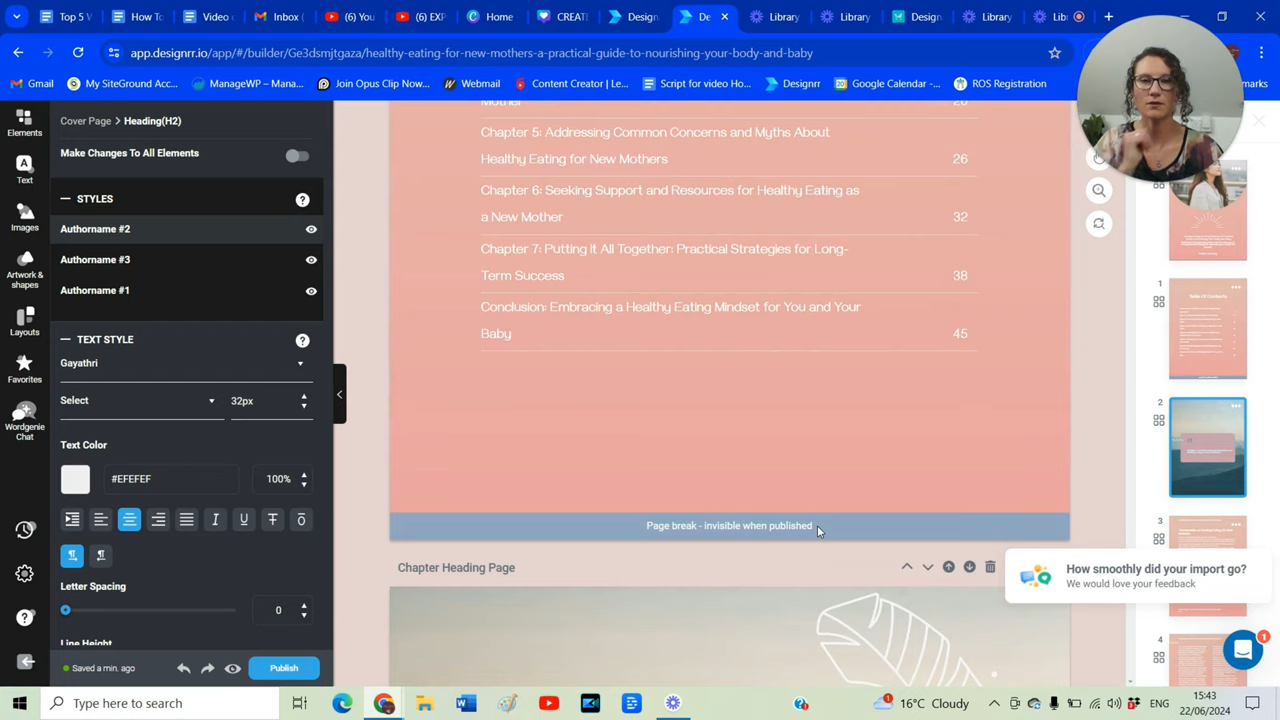 How To
Video c
Inbox (
(6) You
(6) EXP
Home
CREATI
Design
De
Library
Library
Design
Library
Lib
app.designrr.io/app/#/builder/Ge3dsmjtgaza/healthy-eating-for-new-mothers-a-practical-guide-to-nourishing-your-body-and-baby
Gmail
My SiteGround Acc...
ManageWP – Mana...
Join Opus Clip Now...
Webmail
Content Creator | Le...
Script for video Ho...
Designrr
Google Calendar -...
ROS Registration
Elements
Text
Images
Artwork & shapes
Layouts
Favorites
Wordgenie Chat
Cover Page > Heading(H2)
Make Changes To All Elements
STYLES
Authorname #2
Authorname #3
Authorname #1
TEXT STYLE
Gayathri
Select
32px
Text Color
#EFEFEF
100%
Letter Spacing
0
Line Height
Saved a min. ago
Publish
Mother 20
Chapter 5: Addressing Common Concerns and Myths About
Healthy Eating for New Mothers 26
Chapter 6: Seeking Support and Resources for Healthy Eating as
a New Mother 32
Chapter 7: Putting It All Together: Practical Strategies for Long-
Term Success 38
Conclusion: Embracing a Healthy Eating Mindset for You and Your
Baby 45
Page break - invisible when published
Chapter Heading Page
1
Table Of Contents
2
3
4
How smoothly did your import go?
We would love your feedback
1
Type here to search
16°C Cloudy
ENG
15:43
22/06/2024